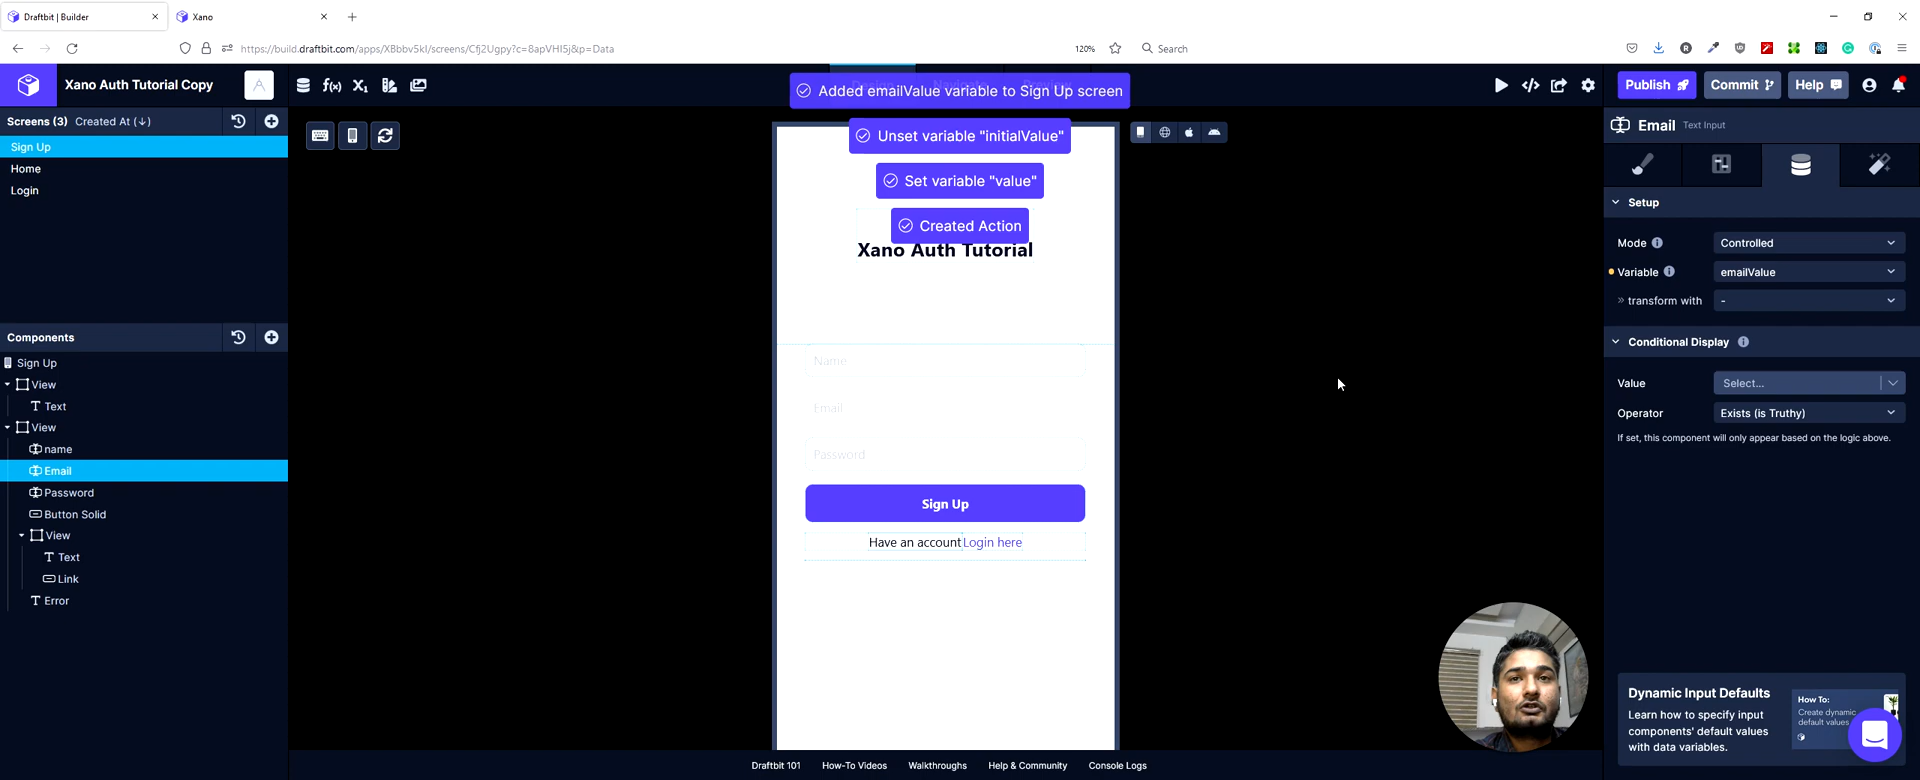 Draftbit | Builder
Xano
https://build.draftbit.com/apps/XBbbv5kI/screens/Cfj2Ugpy?c=8apVHI5j&p=Data
120%
Search
Xano Auth Tutorial Copy
f(x)
Publish
Commit
Help
Screens (3) Created At (↓)
Sign Up
Home
Login
Added emailValue variable to Sign Up screen
Unset variable "initialValue"
Set variable "value"
Created Action
Xano Auth Tutorial
Name
Email
Password
Sign Up
Have an account Login here
Components
Sign Up
View
Text
View
name
Email
Password
Button Solid
View
Text
Link
Error
Email Text Input
Setup
Mode Controlled
Variable emailValue
» transform with -
Conditional Display
Value Select...
Operator Exists (is Truthy)
If set, this component will only appear based on the logic above.
Dynamic Input Defaults
Learn how to specify input
components' default values
with data variables.
How To:
Create dynamic
default values
Draftbit 101 How-To Videos Walkthroughs Help & Community Console Logs